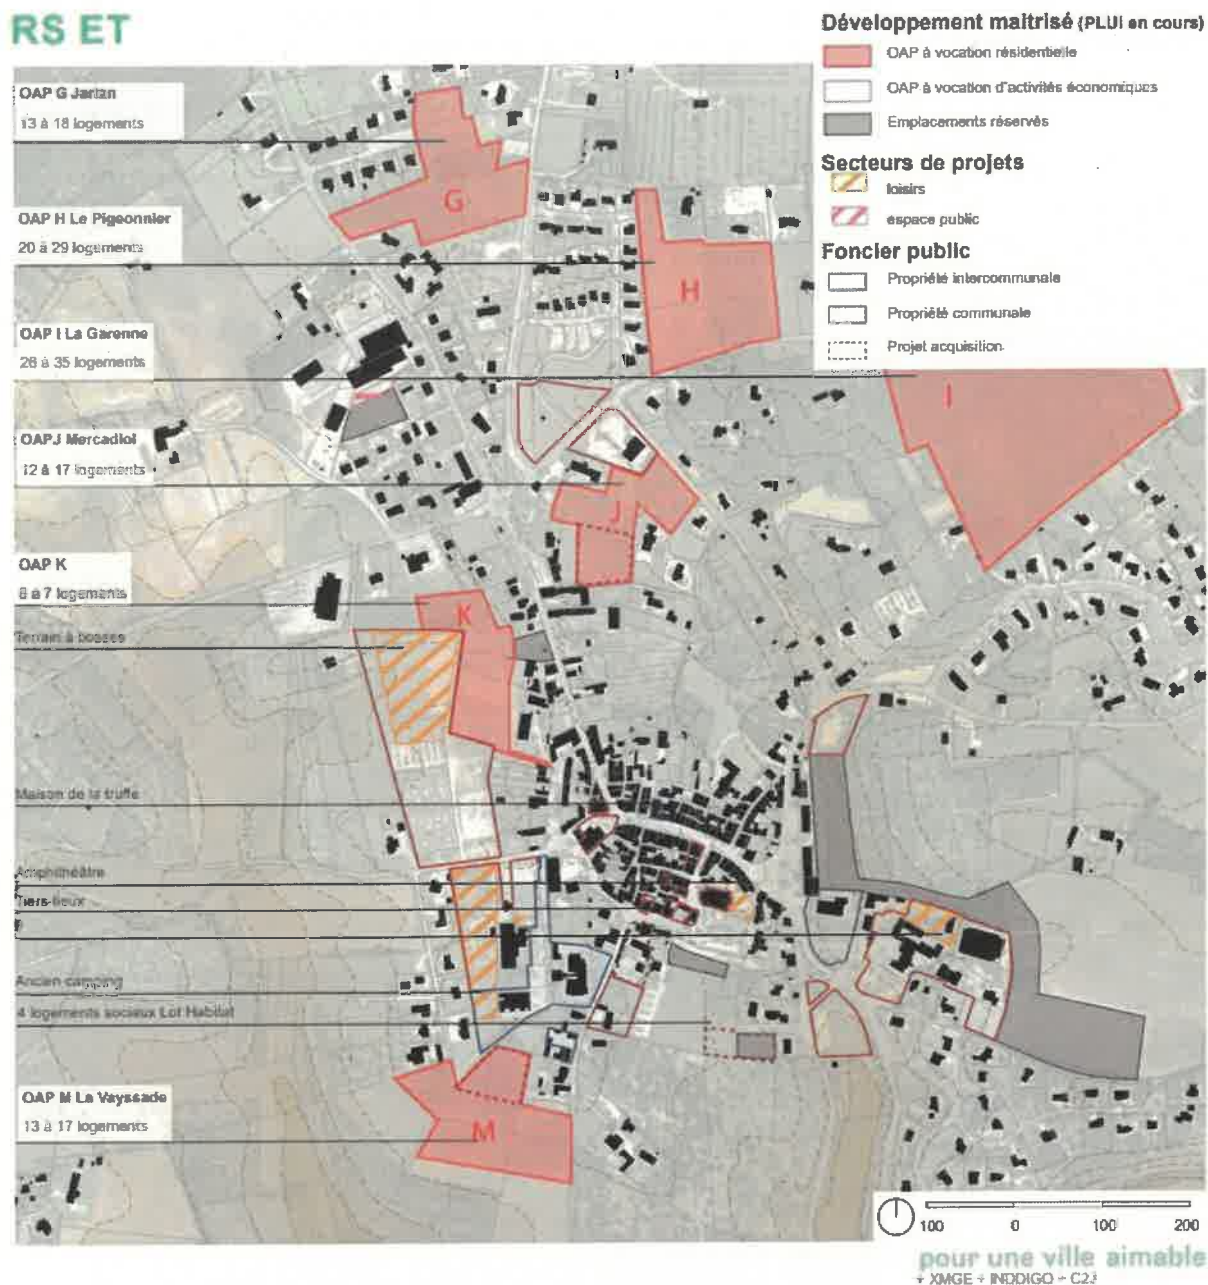 RS ET
Développement maitrisé (PLUI en cours)
OAP à vocation résidentielle
OAP à vocation d'activités économiques
Emplacements réservés
Secteurs de projets
loisirs
espace public
Foncier public
Propriété intercommunale
Propriété communale
Projet acquisition
OAP G Jarlan
13 à 18 logements
OAP H Le Pigeonnier
20 à 29 logements
OAP I La Garenne
26 à 35 logements
OAPJ Mercadiol
12 à 17 logements
OAP K
6 à 7 logements
Terrain à bosses
Maison de la truffe
Amphithéâtre
Tiers-lieux
Ancien camping
4 logements sociaux Lot Habitat
OAP M La Vayssade
13 à 17 logements
G
H
I
J
K
M
100 0 100 200
pour une ville aimable
+ XMGE + INDDIGO + C23